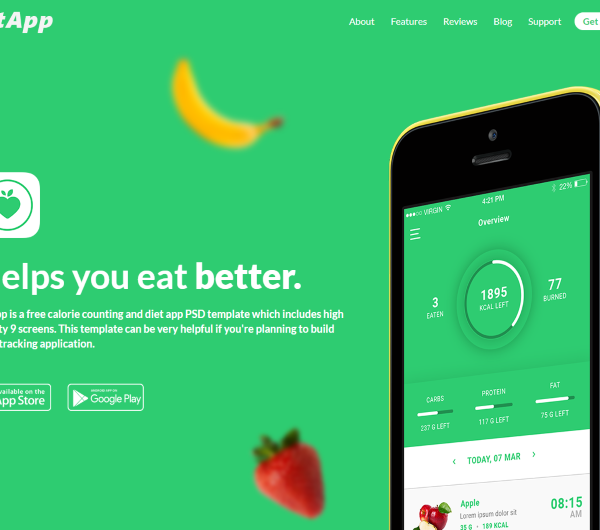 tApp
About Features Reviews Blog Support Get
VIRGIN 4:21 PM 22%
Overview
3
EATEN
1895
KCAL LEFT
77
BURNED
elps you eat better.
pp is a free calorie counting and diet app PSD template which includes high
ty 9 screens. This template can be very helpful if you're planning to build
tracking application.
vailable on the
App Store
Google Play
CARBS PROTEIN FAT
237 G LEFT 117 G LEFT 75 G LEFT
‹ TODAY, 07 MAR ›
Apple
Lorem ipsum dolor sit
35 G · 189 KCAL
08:15
AM